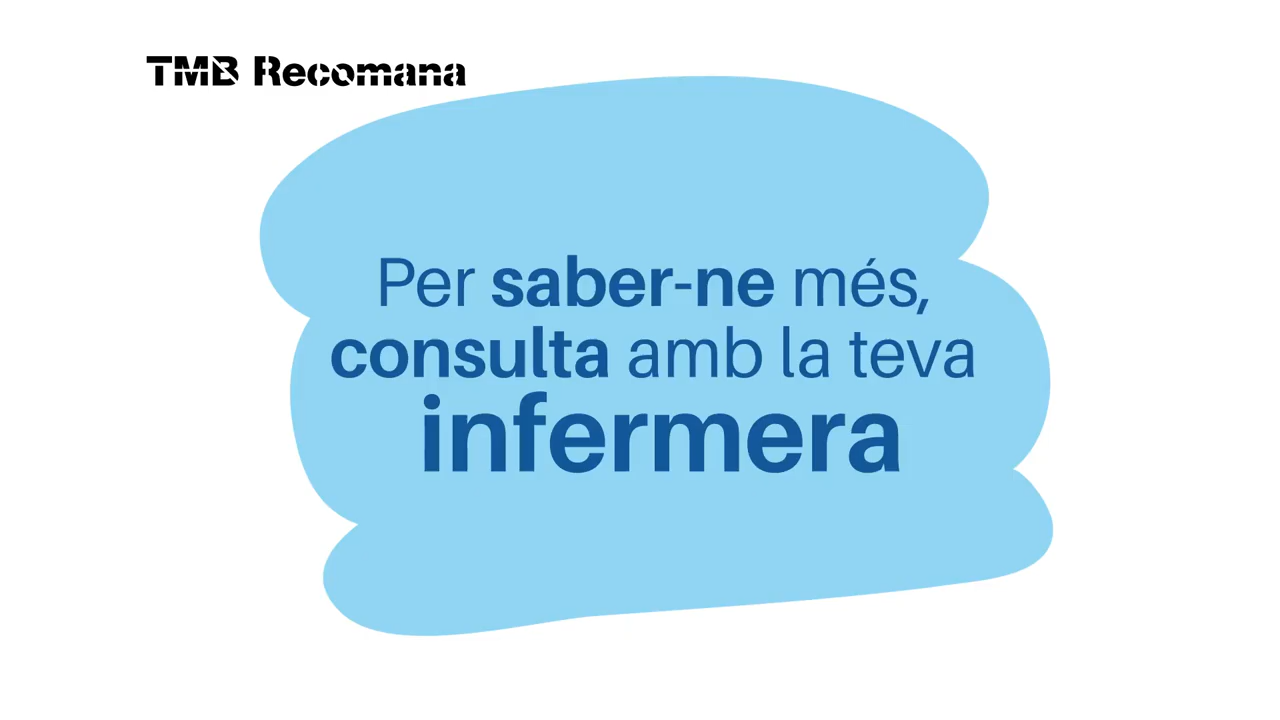 TMB Recomana
Per saber-ne més,
consulta amb la teva
infermera